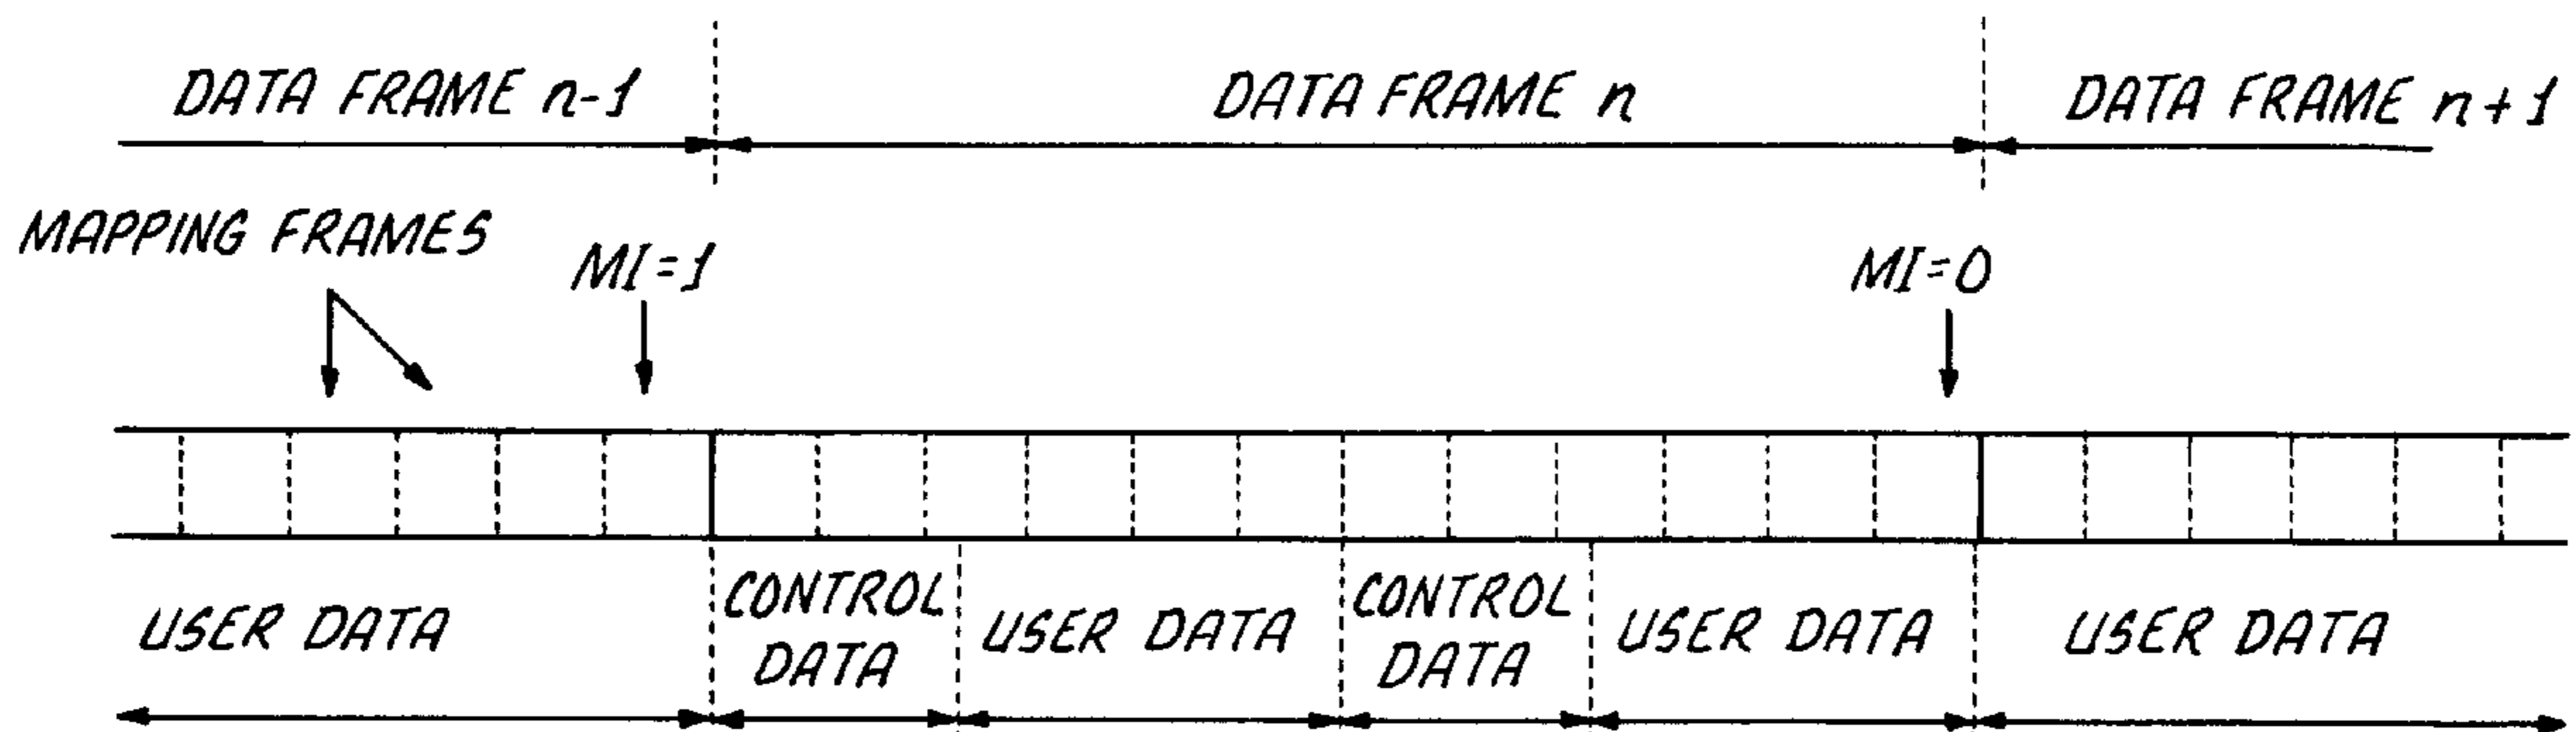 DATA FRAME n-1
DATA FRAME n
DATA FRAME n+1
MAPPING FRAMES
MI=1
MI=0
USER DATA
CONTROL
DATA
USER DATA
CONTROL
DATA
USER DATA
USER DATA